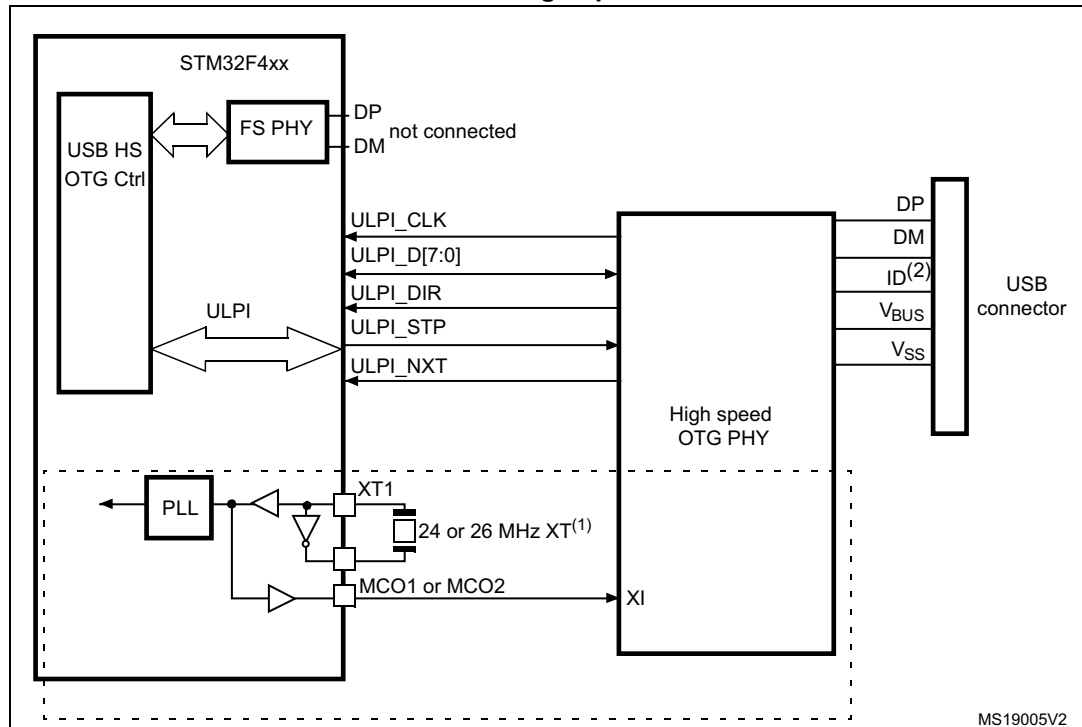 STM32F4xx
USB HS
OTG Ctrl
FS PHY
DP
DM
not connected
ULPI_CLK
ULPI_D[7:0]
ULPI_DIR
ULPI_STP
ULPI_NXT
ULPI
High speed
OTG PHY
DP
DM
ID(2)
VBUS
VSS
USB
connector
PLL
XT1
24 or 26 MHz XT(1)
MCO1 or MCO2
XI
MS19005V2